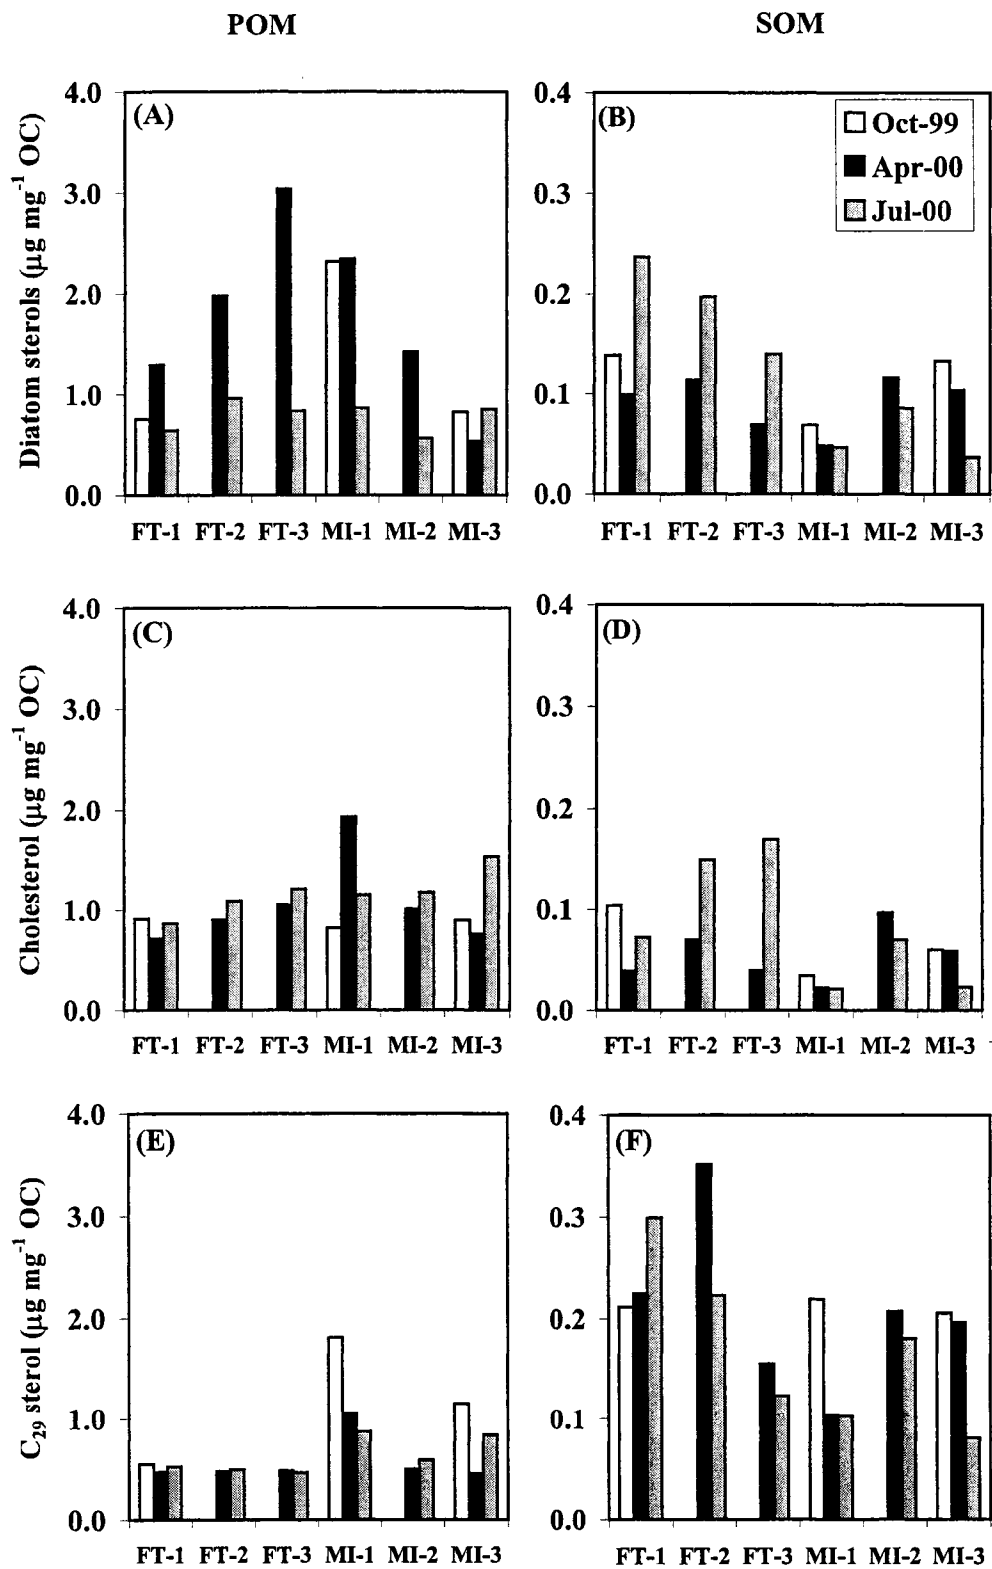 POM
SOM
Diatom sterols (µg mg⁻¹ OC)
4.0
3.0
2.0
1.0
0.0
(A)
FT-1 FT-2 FT-3 MI-1 MI-2 MI-3
0.4
0.3
0.2
0.1
0.0
(B)
Oct-99
Apr-00
Jul-00
FT-1 FT-2 FT-3 MI-1 MI-2 MI-3
Cholesterol (µg mg⁻¹ OC)
4.0
3.0
2.0
1.0
0.0
(C)
FT-1 FT-2 FT-3 MI-1 MI-2 MI-3
0.4
0.3
0.2
0.1
0.0
(D)
FT-1 FT-2 FT-3 MI-1 MI-2 MI-3
C₂₉ sterol (µg mg⁻¹ OC)
4.0
3.0
2.0
1.0
0.0
(E)
FT-1 FT-2 FT-3 MI-1 MI-2 MI-3
0.4
0.3
0.2
0.1
0.0
(F)
FT-1 FT-2 FT-3 MI-1 MI-2 MI-3